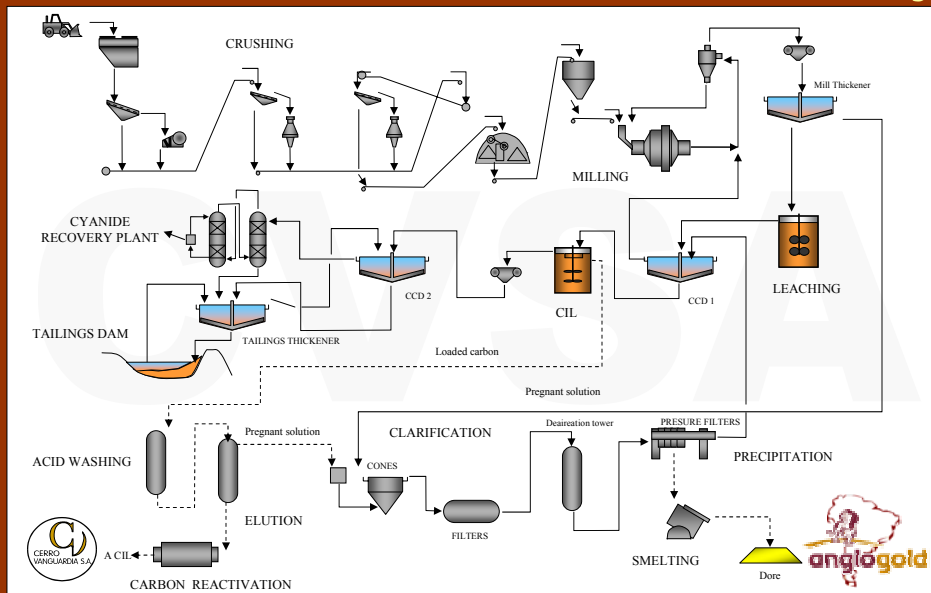 CRUSHING
Mill Thickener
MILLING
CYANIDE
RECOVERY PLANT
LEACHING
CCD 1
CCD 2
CIL
TAILINGS THICKENER
TAILINGS DAM
Loaded carbon
Pregnant solution
Pregnant solution
CLARIFICATION
Deaireation tower
PRESURE FILTERS
PRECIPITATION
ACID WASHING
CONES
ELUTION
FILTERS
SMELTING
Dore
A CIL
CARBON REACTIVATION
CERRO
VANGUARDIA S.A.
anglogold
CVSA